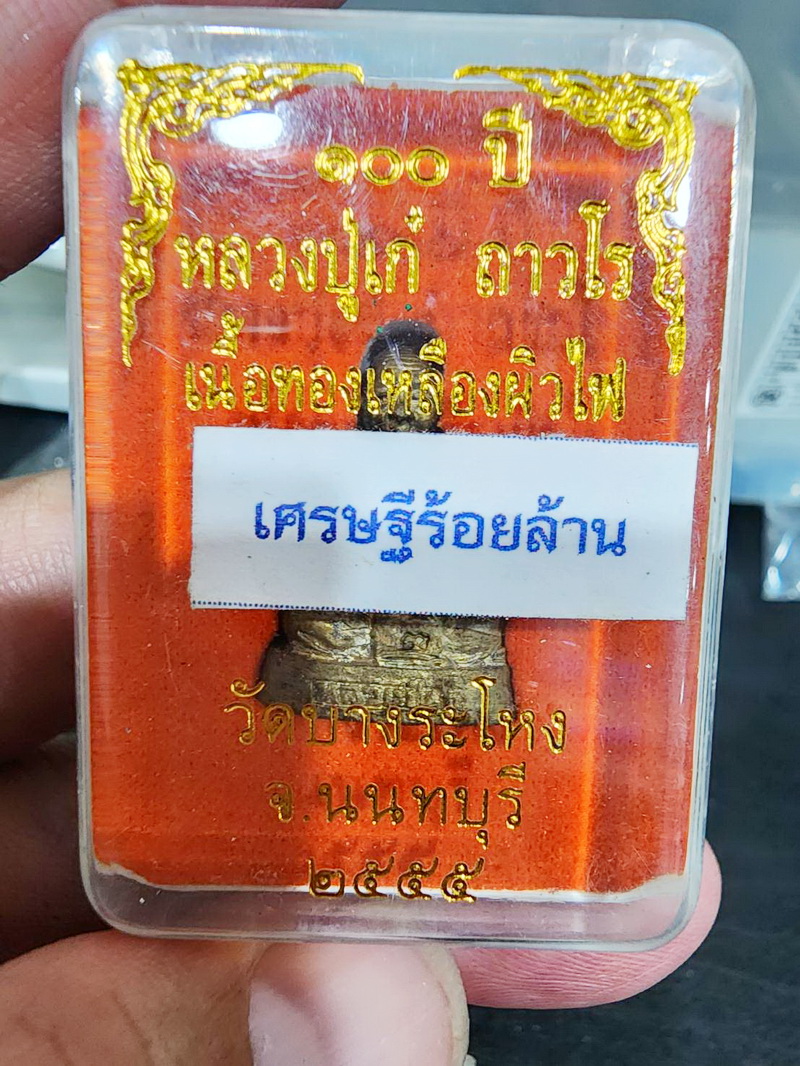 ๑๐๐ ปี
หลวงปู่เก๋ ถาวโร
เนื้อทองเหลืองผิวไฟ
เศรษฐีร้อยล้าน
วัดบางระโหง
จ.นนทบุรี
๒๕๕๕